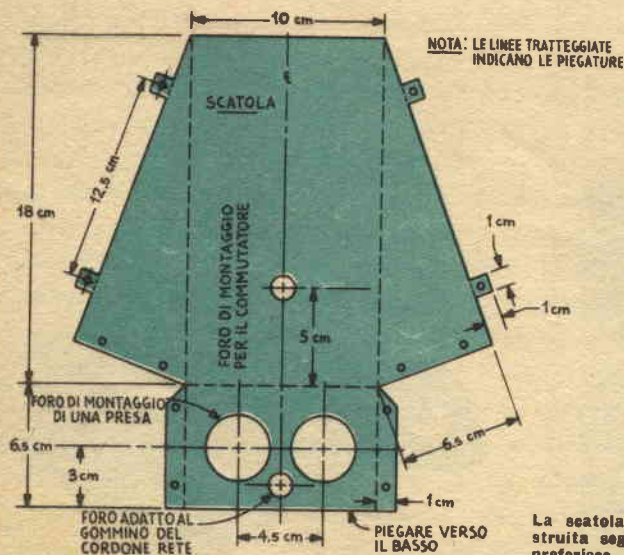 10 cm
NOTA: LE LINEE TRATTEGGIATE
INDICANO LE PIEGATURE
SCATOLA
12,5 cm
18 cm
FORO DI MONTAGGIO
PER IL COMMUTATORE
1 cm
1 cm
5 cm
FORO DI MONTAGGIO
DI UNA PRESA
6,5 cm
6,5 cm
3 cm
1 cm
FORO ADATTO AL
GOMMINO DEL
CORDONE RETE
4,5 cm
PIEGARE VERSO
IL BASSO
La scatola
struita seg
preferisce